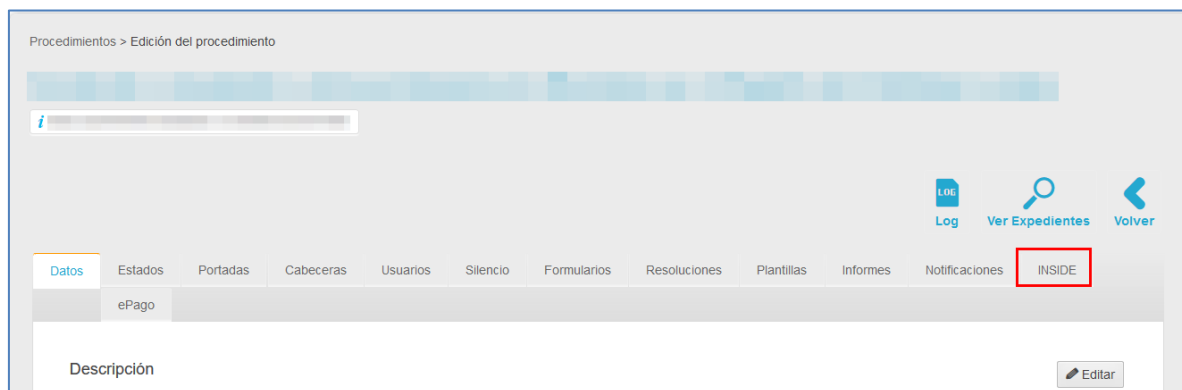 Procedimientos > Edición del procedimiento
i
LOG
Log Ver Expedientes Volver
Datos Estados Portadas Cabeceras Usuarios Silencio Formularios Resoluciones Plantillas Informes Notificaciones INSIDE
ePago
Descripción Editar